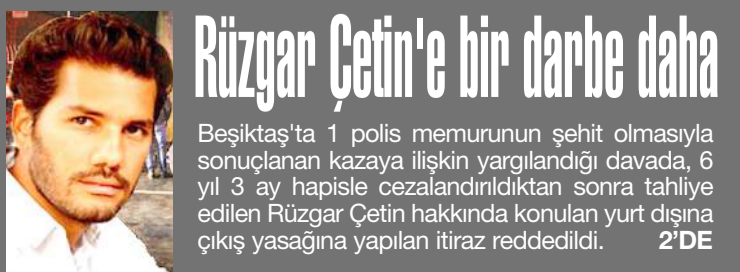 Rüzgar Çetin'e bir darbe daha
Beşiktaş'ta 1 polis memurunun şehit olmasıyla
sonuçlanan kazaya ilişkin yargılandığı davada, 6
yıl 3 ay hapisle cezalandırıldıktan sonra tahliye
edilen Rüzgar Çetin hakkında konulan yurt dışına
çıkış yasağına yapılan itiraz reddedildi. 2'DE